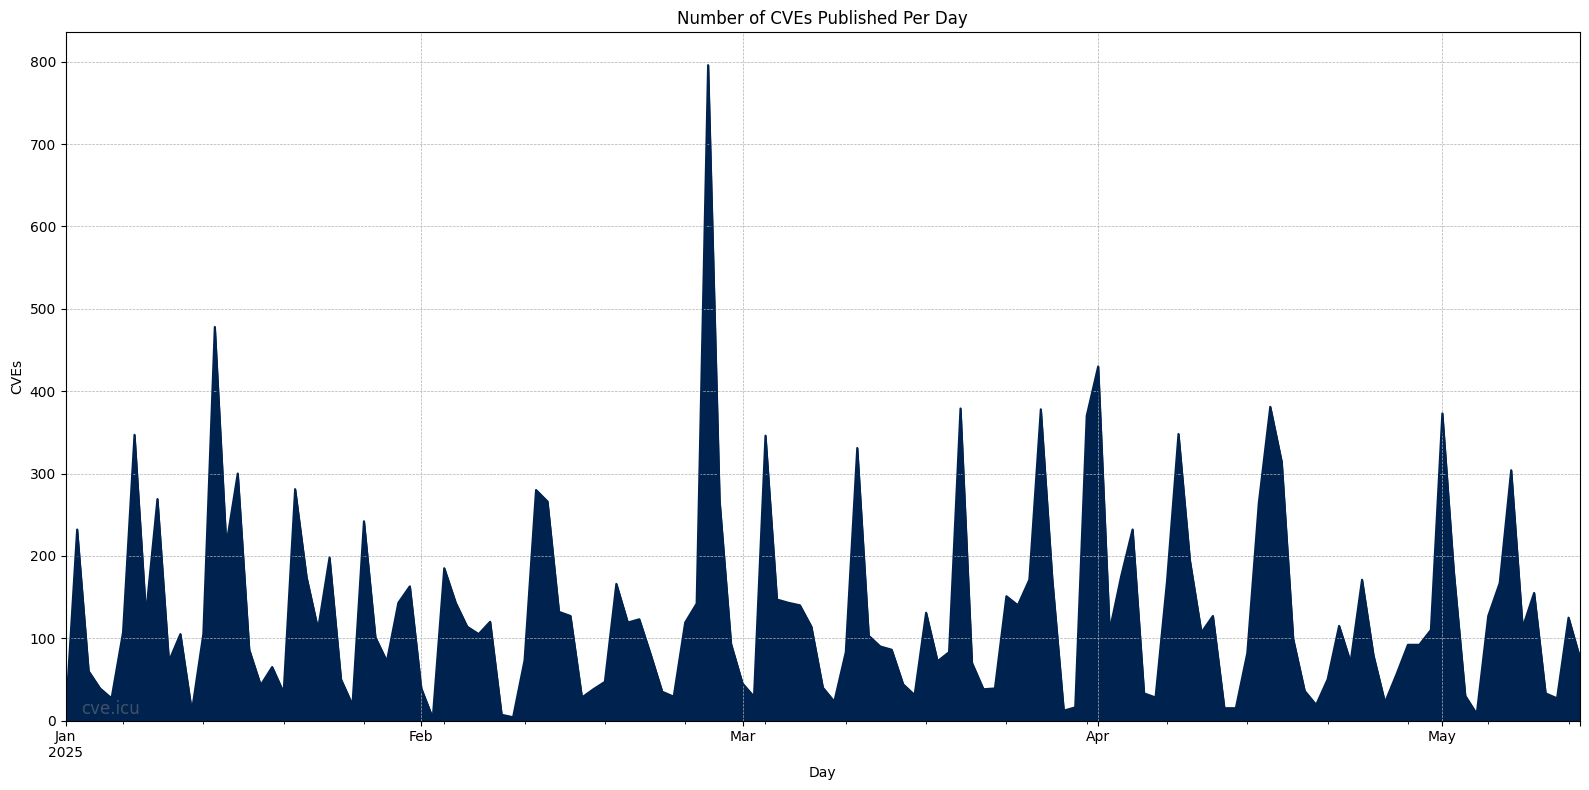 Number of CVEs Published Per Day
800
700
600
500
400
300
200
100
0
CVEs
cve.icu
Jan
2025
Feb
Mar
Apr
May
Day